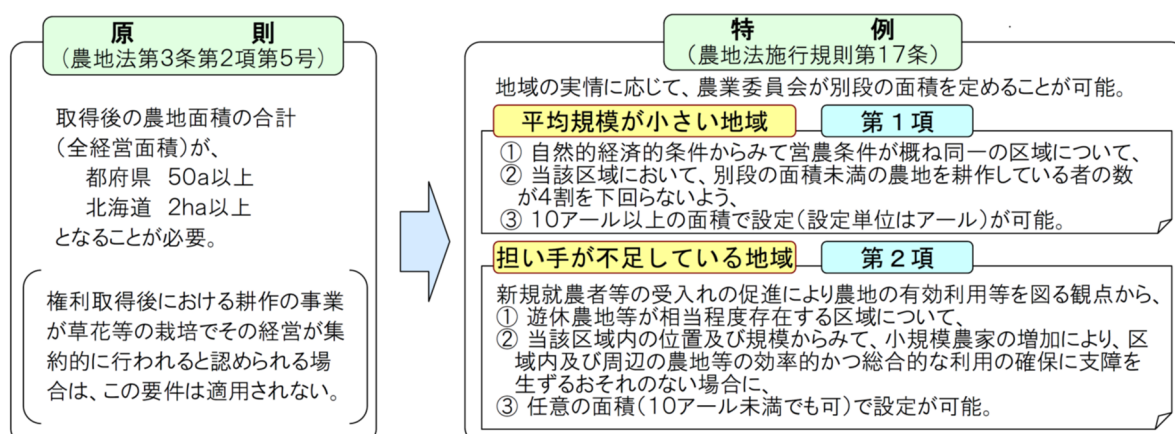 原　則
(農地法第3条第2項第5号)
取得後の農地面積の合計
(全経営面積)が、
都府県　50a以上
北海道　2ha以上
となることが必要。
権利取得後における耕作の事業
が草花等の栽培でその経営が集
約的に行われると認められる場
合は、この要件は適用されない。
特　例
(農地法施行規則第17条)
地域の実情に応じて、農業委員会が別段の面積を定めることが可能。
平均規模が小さい地域　第1項
① 自然的経済的条件からみて営農条件が概ね同一の区域について、
② 当該区域において、別段の面積未満の農地を耕作している者の数
が4割を下回らないよう、
③ 10アール以上の面積で設定(設定単位はアール)が可能。
担い手が不足している地域　第2項
新規就農者等の受入れの促進により農地の有効利用等を図る観点から、
① 遊休農地等が相当程度存在する区域について、
② 当該区域内の位置及び規模からみて、小規模農家の増加により、区
域内及び周辺の農地等の効率的かつ総合的な利用の確保に支障を
生ずるおそれのない場合に、
③ 任意の面積(10アール未満でも可)で設定が可能。